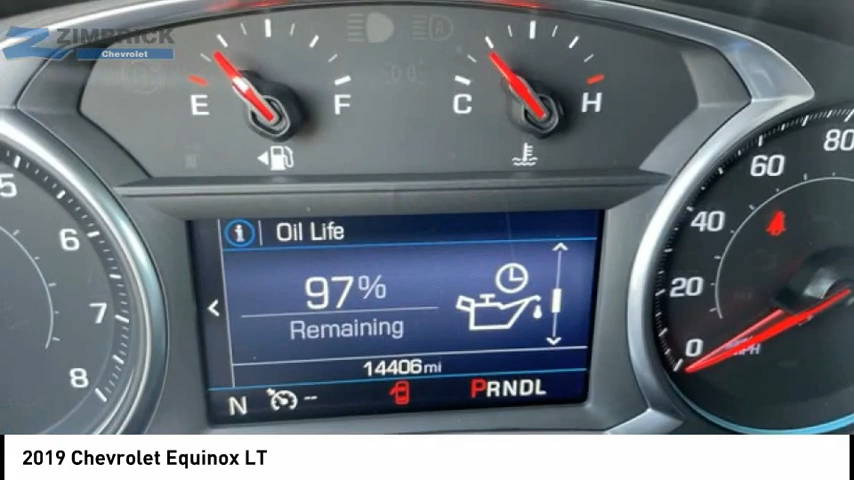 ZIMBRICK
Chevrolet
E F C H
5
6
7
8
80
60
40
20
0
MPH
i Oil Life
97%
Remaining
14406mi
N -- PRNDL
2019 Chevrolet Equinox LT